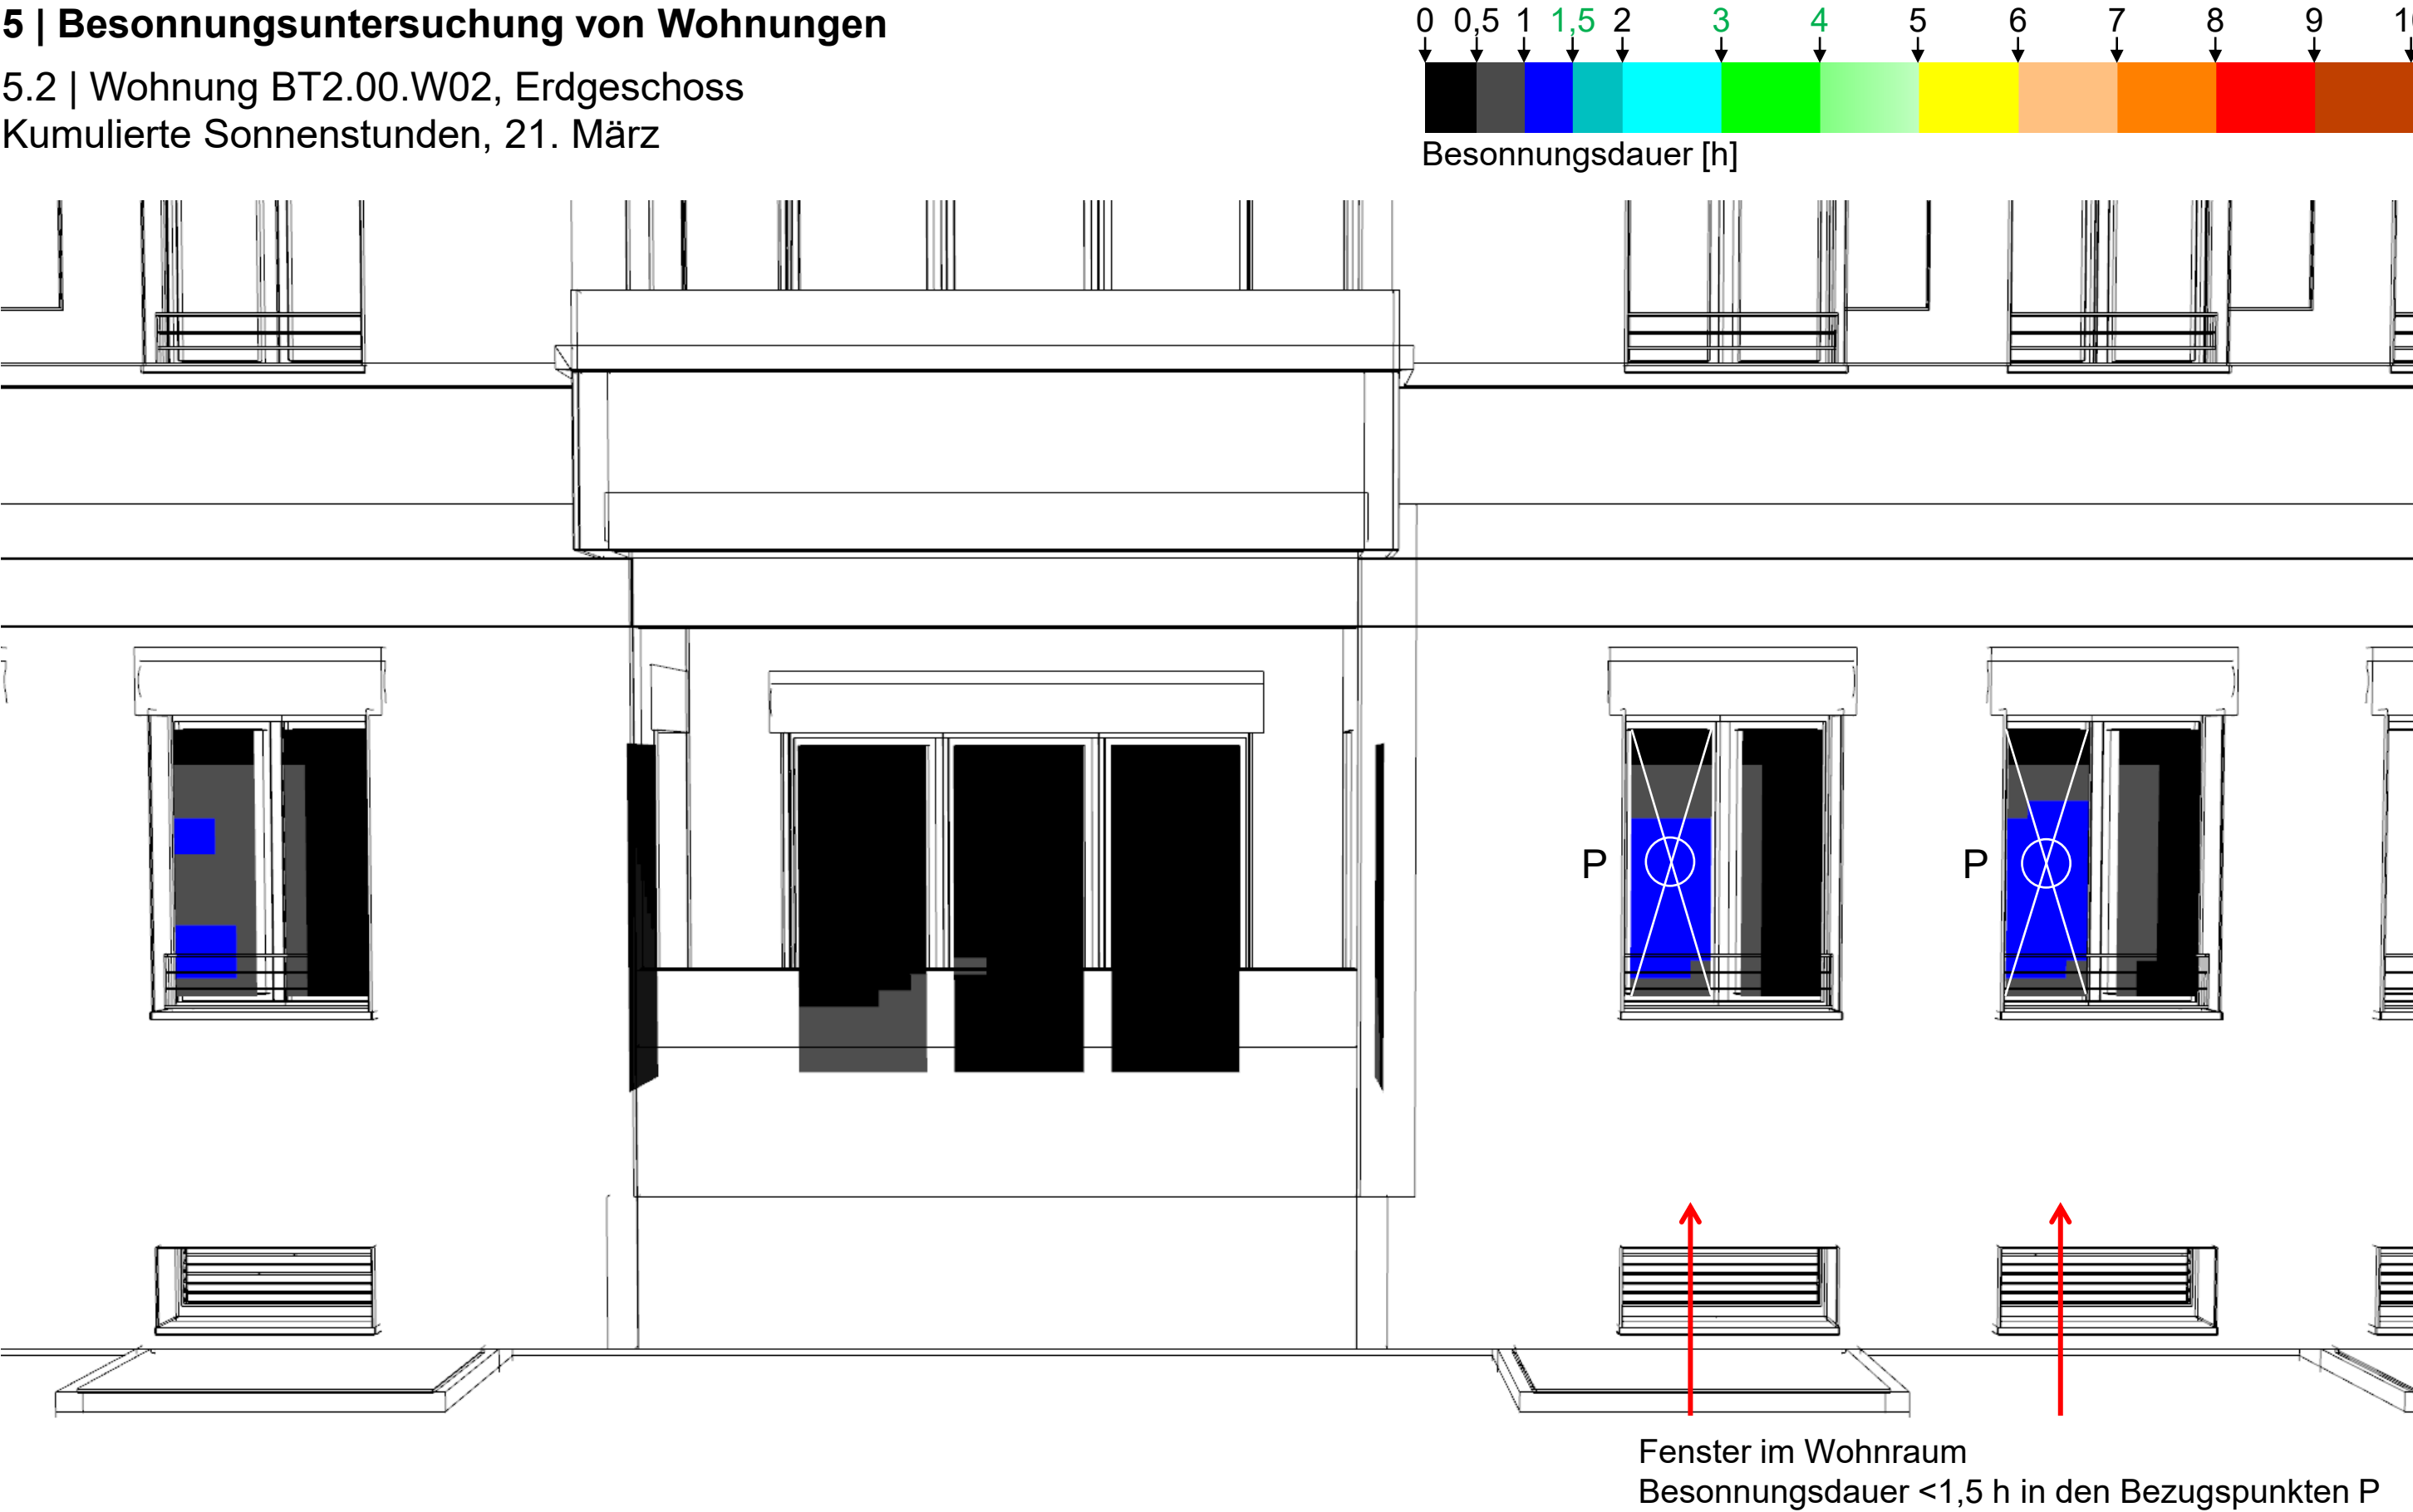 5 | Besonnungsuntersuchung von Wohnungen
5.2 | Wohnung BT2.00.W02, Erdgeschoss
Kumulierte Sonnenstunden, 21. März
0 0,5 1 1,5 2 3 4 5 6 7 8 9
Besonnungsdauer [h]
P P
Fenster im Wohnraum
Besonnungsdauer <1,5 h in den Bezugspunkten P